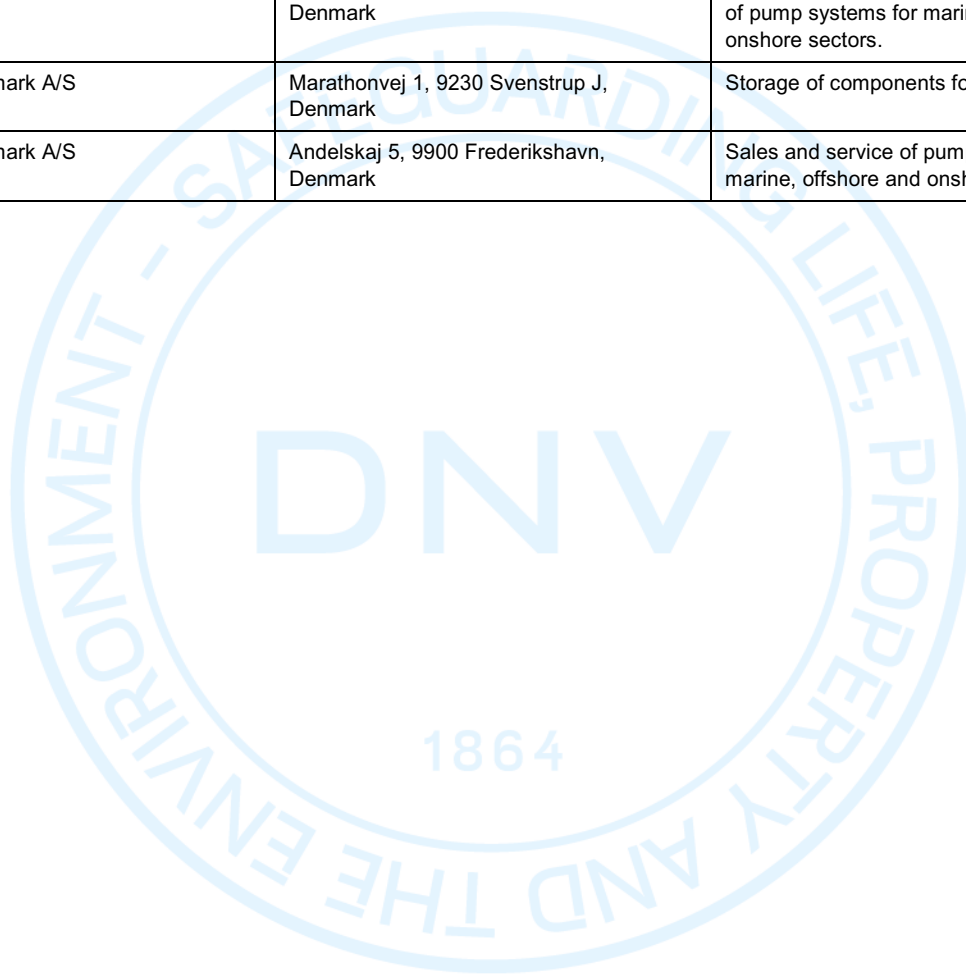 Denmark
of pump systems for marin
onshore sectors.
nark A/S
Marathonvej 1, 9230 Svenstrup J,
Denmark
Storage of components fo
nark A/S
Andelskaj 5, 9900 Frederikshavn,
Denmark
Sales and service of pum
marine, offshore and onsh
SAFEGUARDING LIFE, PROPERTY AND THE ENVIRONMENT -
DNV
1864